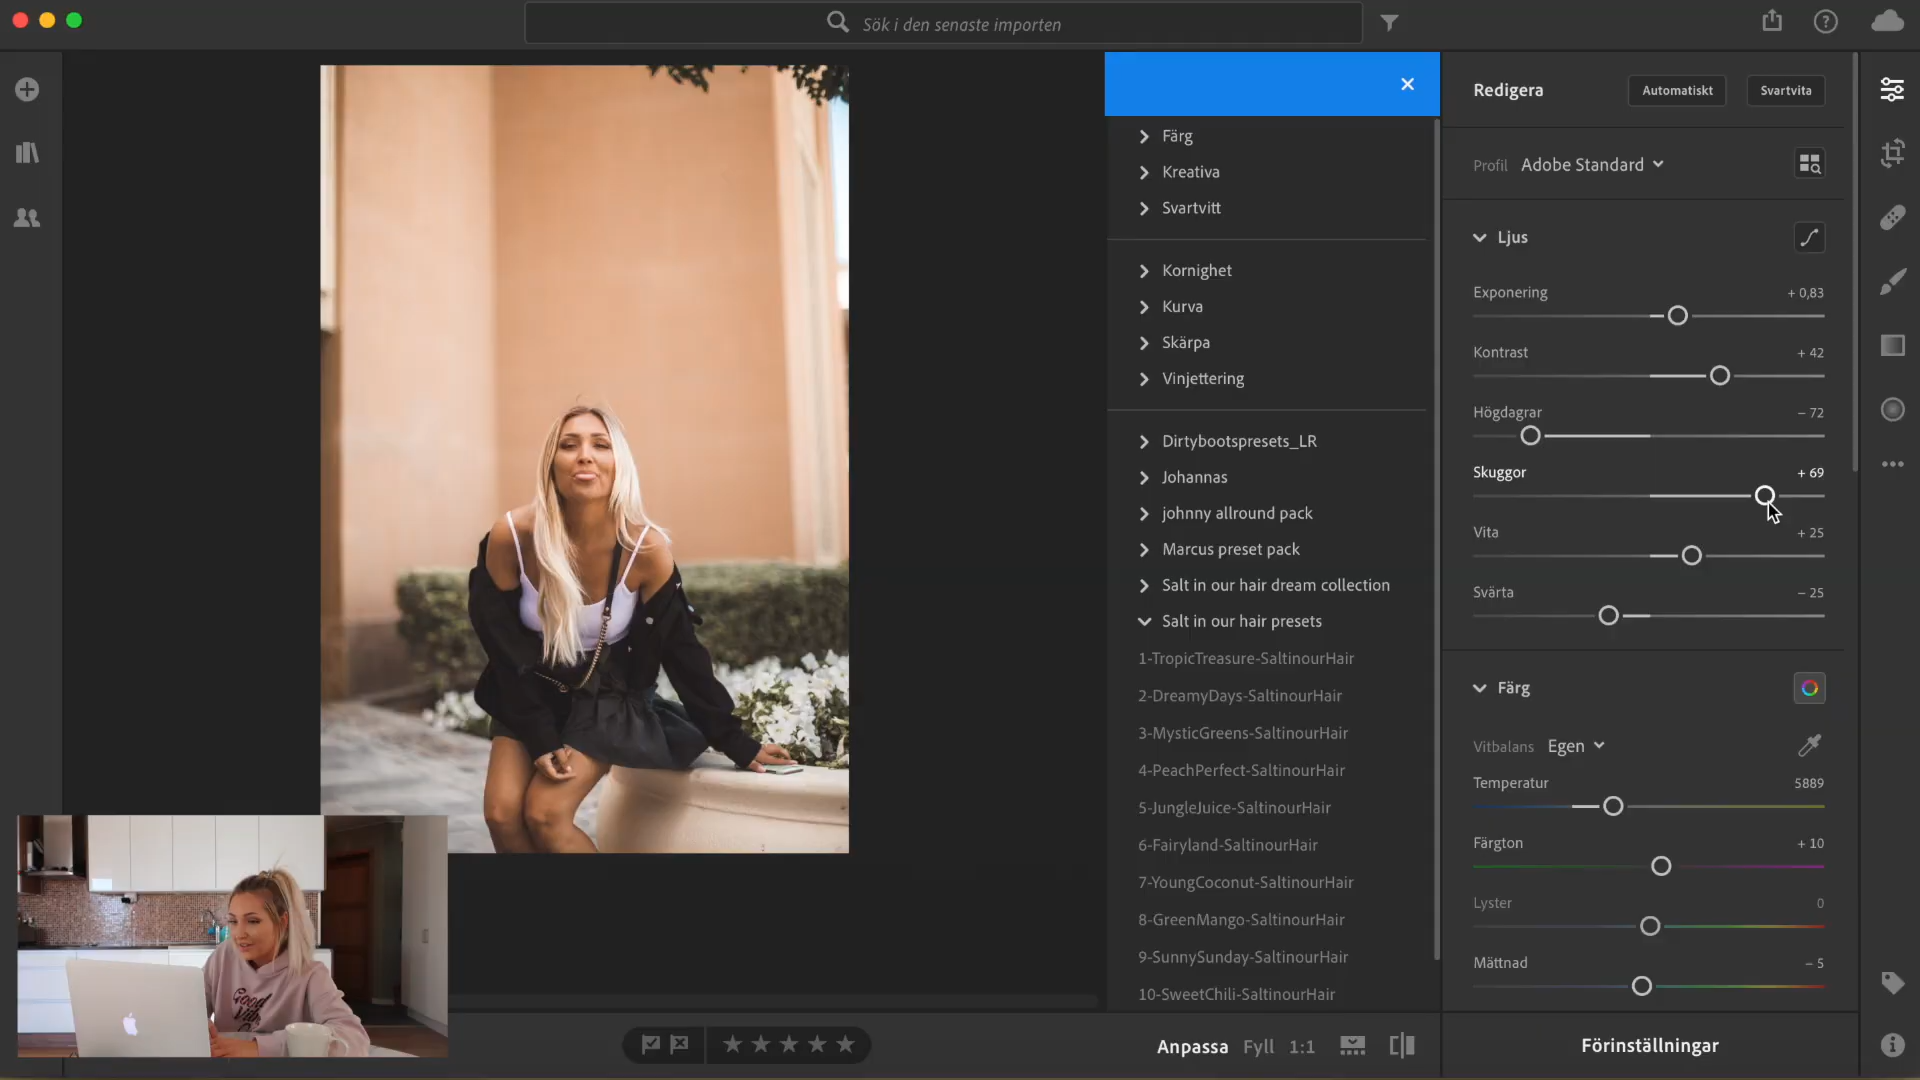 Sök i den senaste importen
Färg
Kreativa
Svartvitt
Kornighet
Kurva
Skärpa
Vinjettering
Dirtybootspresets_LR
Johannas
johnny allround pack
Marcus preset pack
Salt in our hair dream collection
Salt in our hair presets
1-TropicTreasure-SaltinourHair
2-DreamyDays-SaltinourHair
3-MysticGreens-SaltinourHair
4-PeachPerfect-SaltinourHair
5-JungleJuice-SaltinourHair
6-Fairyland-SaltinourHair
7-YoungCoconut-SaltinourHair
8-GreenMango-SaltinourHair
9-SunnySunday-SaltinourHair
10-SweetChili-SaltinourHair
Redigera Automatiskt Svartvita
Profil Adobe Standard
Ljus
Exponering + 0,83
Kontrast + 42
Högdagrar – 72
Skuggor + 69
Vita + 25
Svärta – 25
Färg
Vitbalans Egen
Temperatur 5889
Färgton + 10
Lyster 0
Mättnad – 5
Good
Anpassa Fyll 1:1
Förinställningar